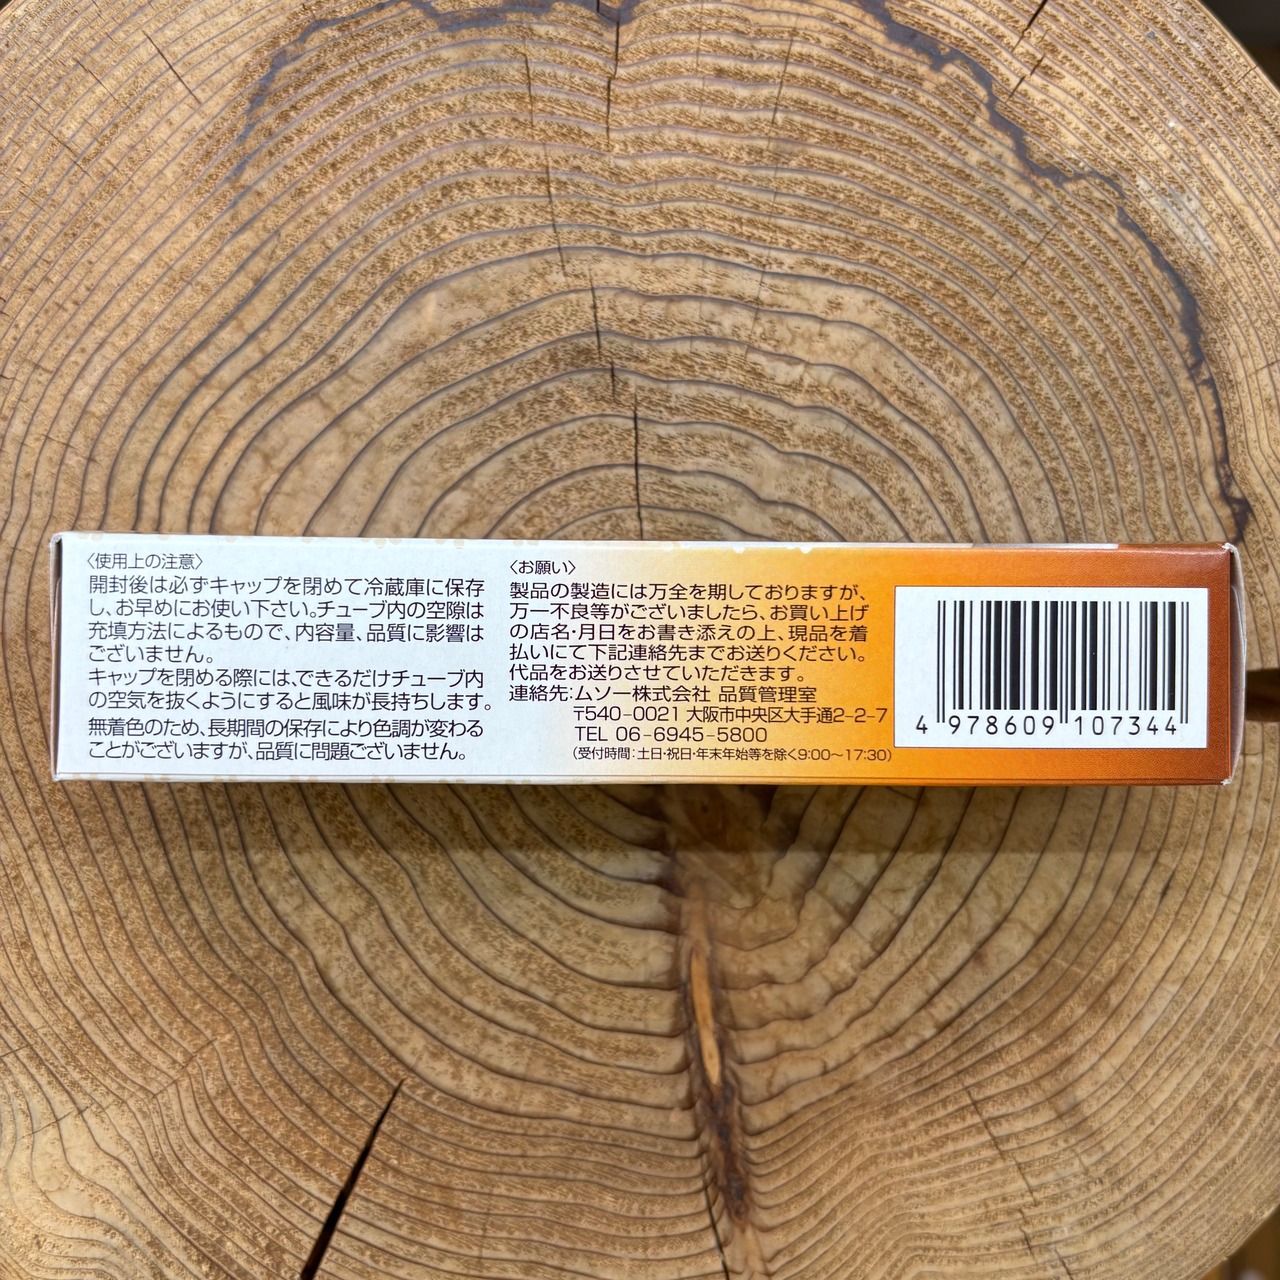 〈使用上の注意〉
開封後は必ずキャップを閉めて冷蔵庫に保存
し、お早めにお使い下さい。チューブ内の空隙は
充填方法によるもので、内容量、品質に影響は
ございません。
キャップを閉める際には、できるだけチューブ内
の空気を抜くようにすると風味が長持ちします。
無着色のため、長期間の保存により色調が変わる
ことがございますが、品質に問題ございません。
〈お願い〉
製品の製造には万全を期しておりますが、
万一不良等がございましたら、お買い上げ
の店名・月日をお書き添えの上、現品を着
払いにて下記連絡先までお送りください。
代品をお送りさせていただきます。
連絡先:ムソー株式会社 品質管理室
〒540-0021 大阪市中央区大手通2-2-7
TEL 06-6945-5800
(受付時間:土日・祝日・年末年始等を除く9:00〜17:30)
4 978609 107344